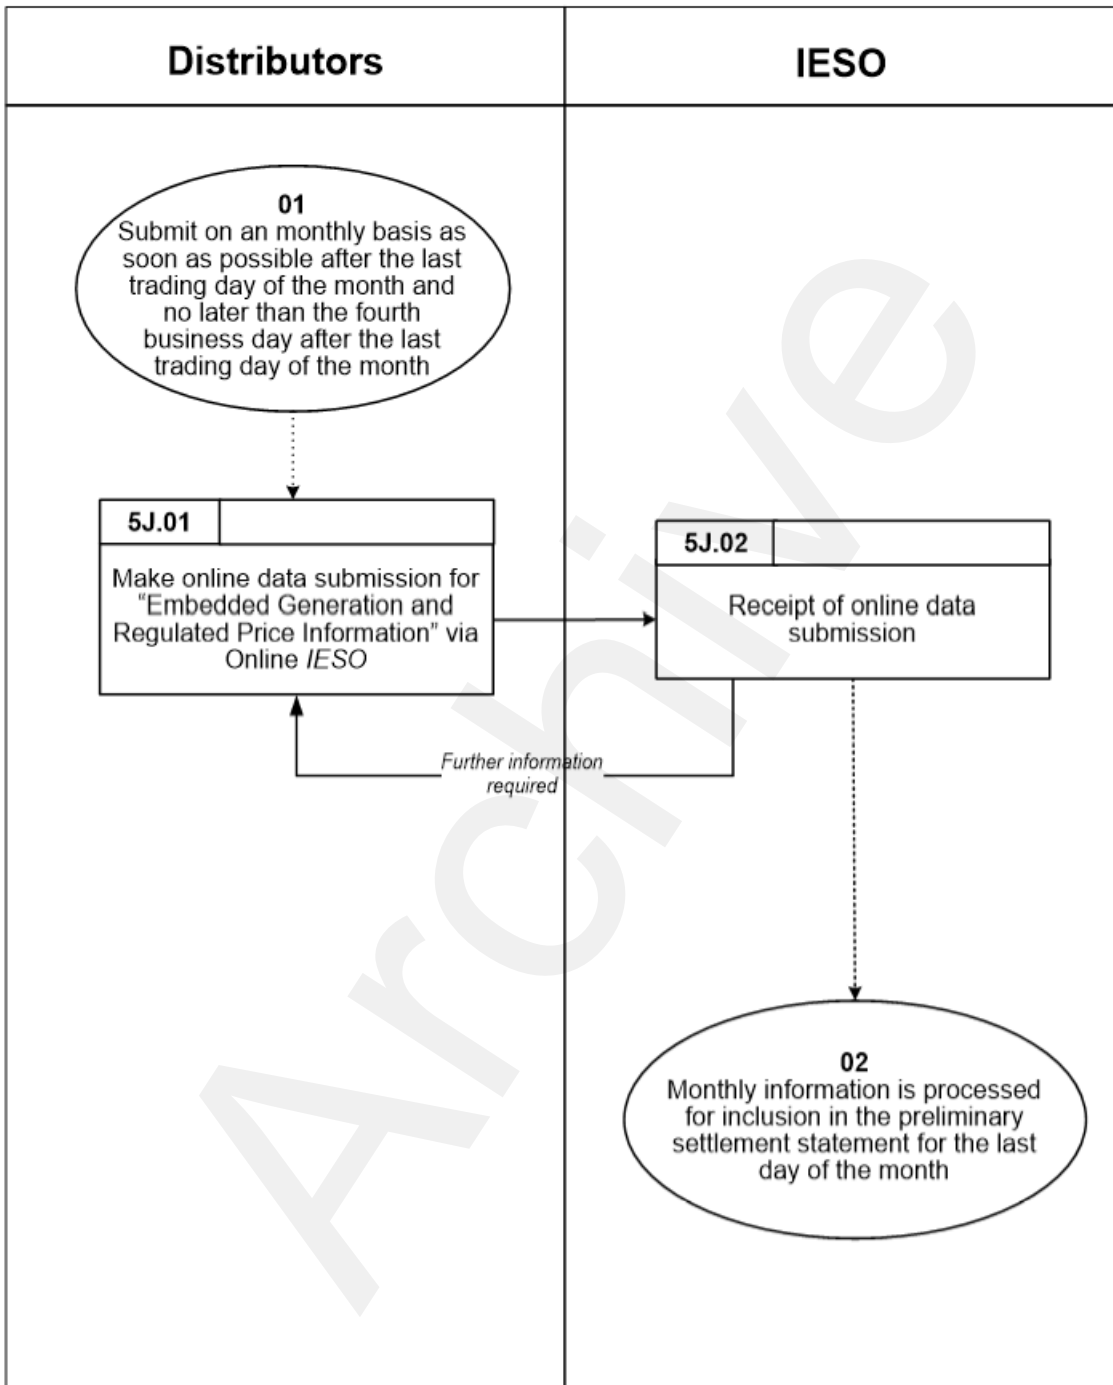 Distributors
IESO
01
Submit on an monthly basis as
soon as possible after the last
trading day of the month and
no later than the fourth
business day after the last
trading day of the month
5J.01
Make online data submission for
“Embedded Generation and
Regulated Price Information” via
Online IESO
5J.02
Receipt of online data
submission
Further information
required
02
Monthly information is processed
for inclusion in the preliminary
settlement statement for the last
day of the month
Archive